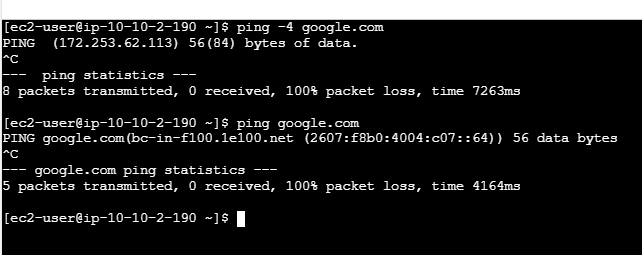 [ec2-user@ip-10-10-2-190 ~]$ ping -4 google.com
PING  (172.253.62.113) 56(84) bytes of data.
^C
---  ping statistics ---
8 packets transmitted, 0 received, 100% packet loss, time 7263ms
[ec2-user@ip-10-10-2-190 ~]$ ping google.com
PING google.com(bc-in-f100.1e100.net (2607:f8b0:4004:c07::64)) 56 data bytes
^C
--- google.com ping statistics ---
5 packets transmitted, 0 received, 100% packet loss, time 4164ms
[ec2-user@ip-10-10-2-190 ~]$